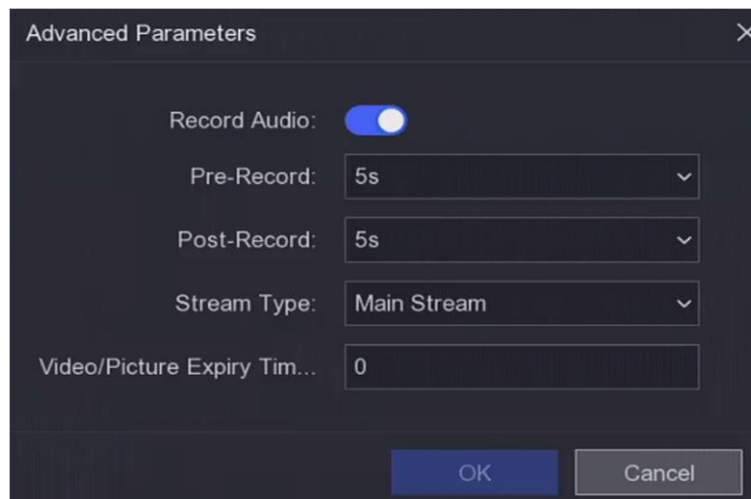 Advanced Parameters
Record Audio:
Pre-Record: 5s
Post-Record: 5s
Stream Type: Main Stream
Video/Picture Expiry Tim... 0
OK Cancel